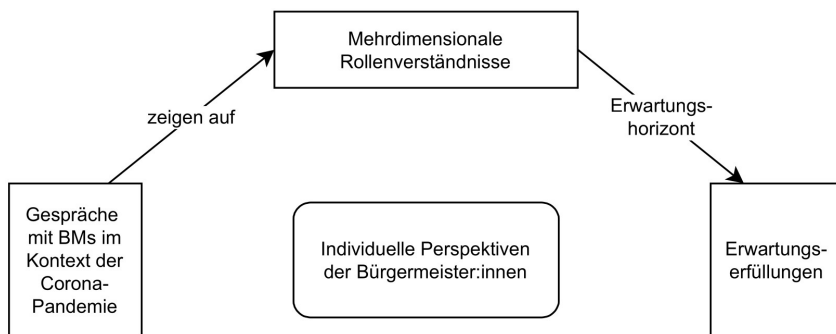 Mehrdimensionale
Rollenverständnisse
zeigen auf
Erwartungs-
horizont
Gespräche
mit BMs im
Kontext der
Corona-
Pandemie
Individuelle Perspektiven
der Bürgermeister:innen
Erwartungs-
erfüllungen